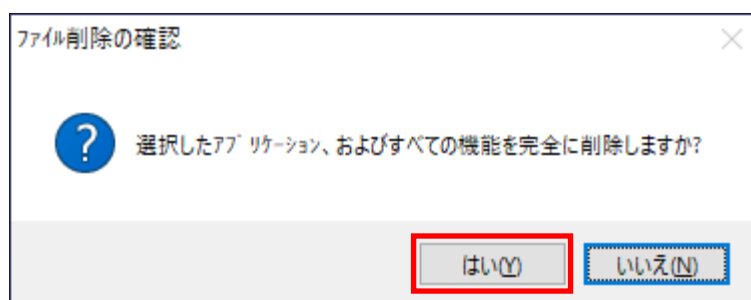 ﾌｧｲﾙ削除の確認
?
選択したｱﾌﾟﾘｹｰｼｮﾝ、およびすべての機能を完全に削除しますか?
はい(Y)
いいえ(N)